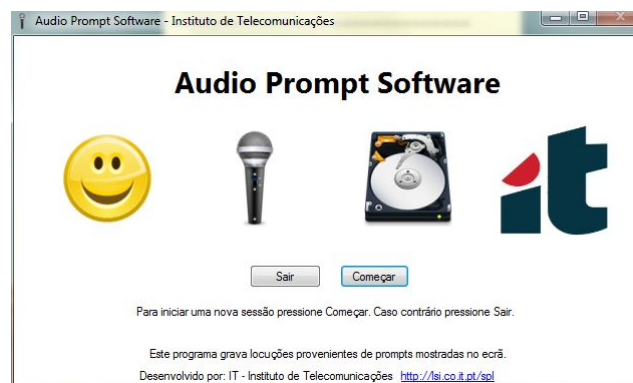 Audio Prompt Software - Instituto de Telecomunicações
Audio Prompt Software
it
Sair Começar
Para iniciar uma nova sessão pressione Começar. Caso contrário pressione Sair.
Este programa grava locuções provenientes de prompts mostradas no ecrã.
Desenvolvido por: IT - Instituto de Telecomunicações http://lsi.co.it.pt/spl